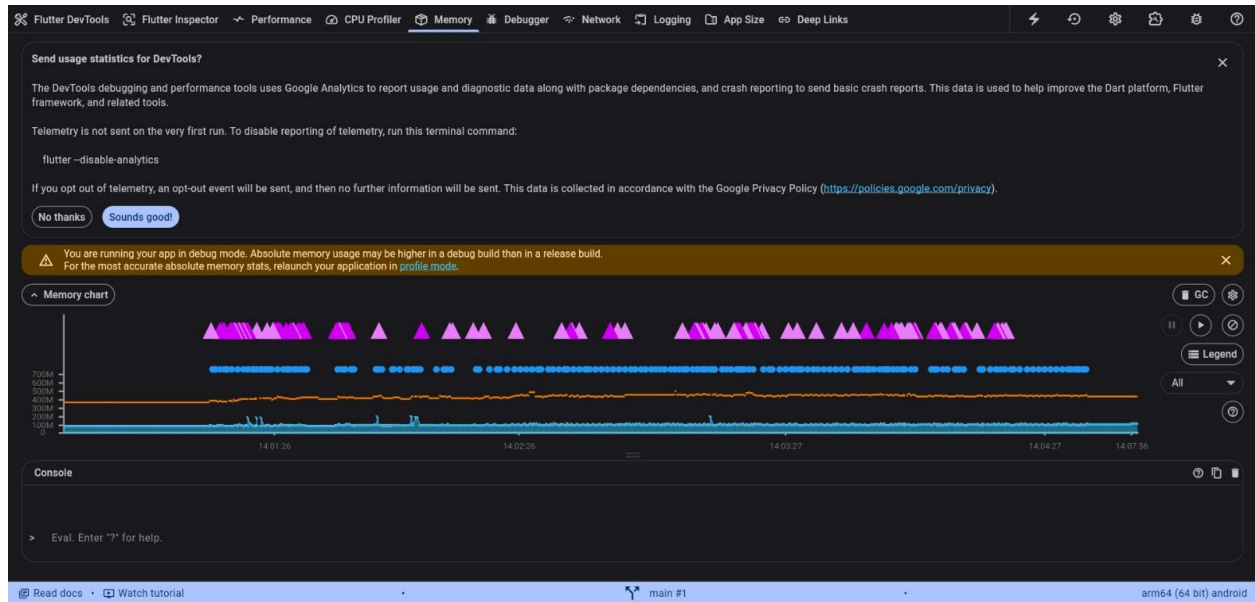 Flutter DevTools Flutter Inspector Performance CPU Profiler Memory Debugger Network Logging App Size Deep Links
Send usage statistics for DevTools?
The DevTools debugging and performance tools uses Google Analytics to report usage and diagnostic data along with package dependencies, and crash reporting to send basic crash reports. This data is used to help improve the Dart platform, Flutter
framework, and related tools.
Telemetry is not sent on the very first run. To disable reporting of telemetry, run this terminal command:
flutter --disable-analytics
If you opt out of telemetry, an opt-out event will be sent, and then no further information will be sent. This data is collected in accordance with the Google Privacy Policy (https://policies.google.com/privacy).
No thanks Sounds good!
You are running your app in debug mode. Absolute memory usage may be higher in a debug build than in a release build.
For the most accurate absolute memory stats, relaunch your application in profile mode.
Memory chart GC
Legend
All
700M
600M
500M
400M
300M
200M
100M
0
14:01:26 14:02:26 14:03:27 14:04:27 14:07:56
Console
> Eval. Enter "?" for help.
Read docs • Watch tutorial • main #1 • arm64 (64 bit) android